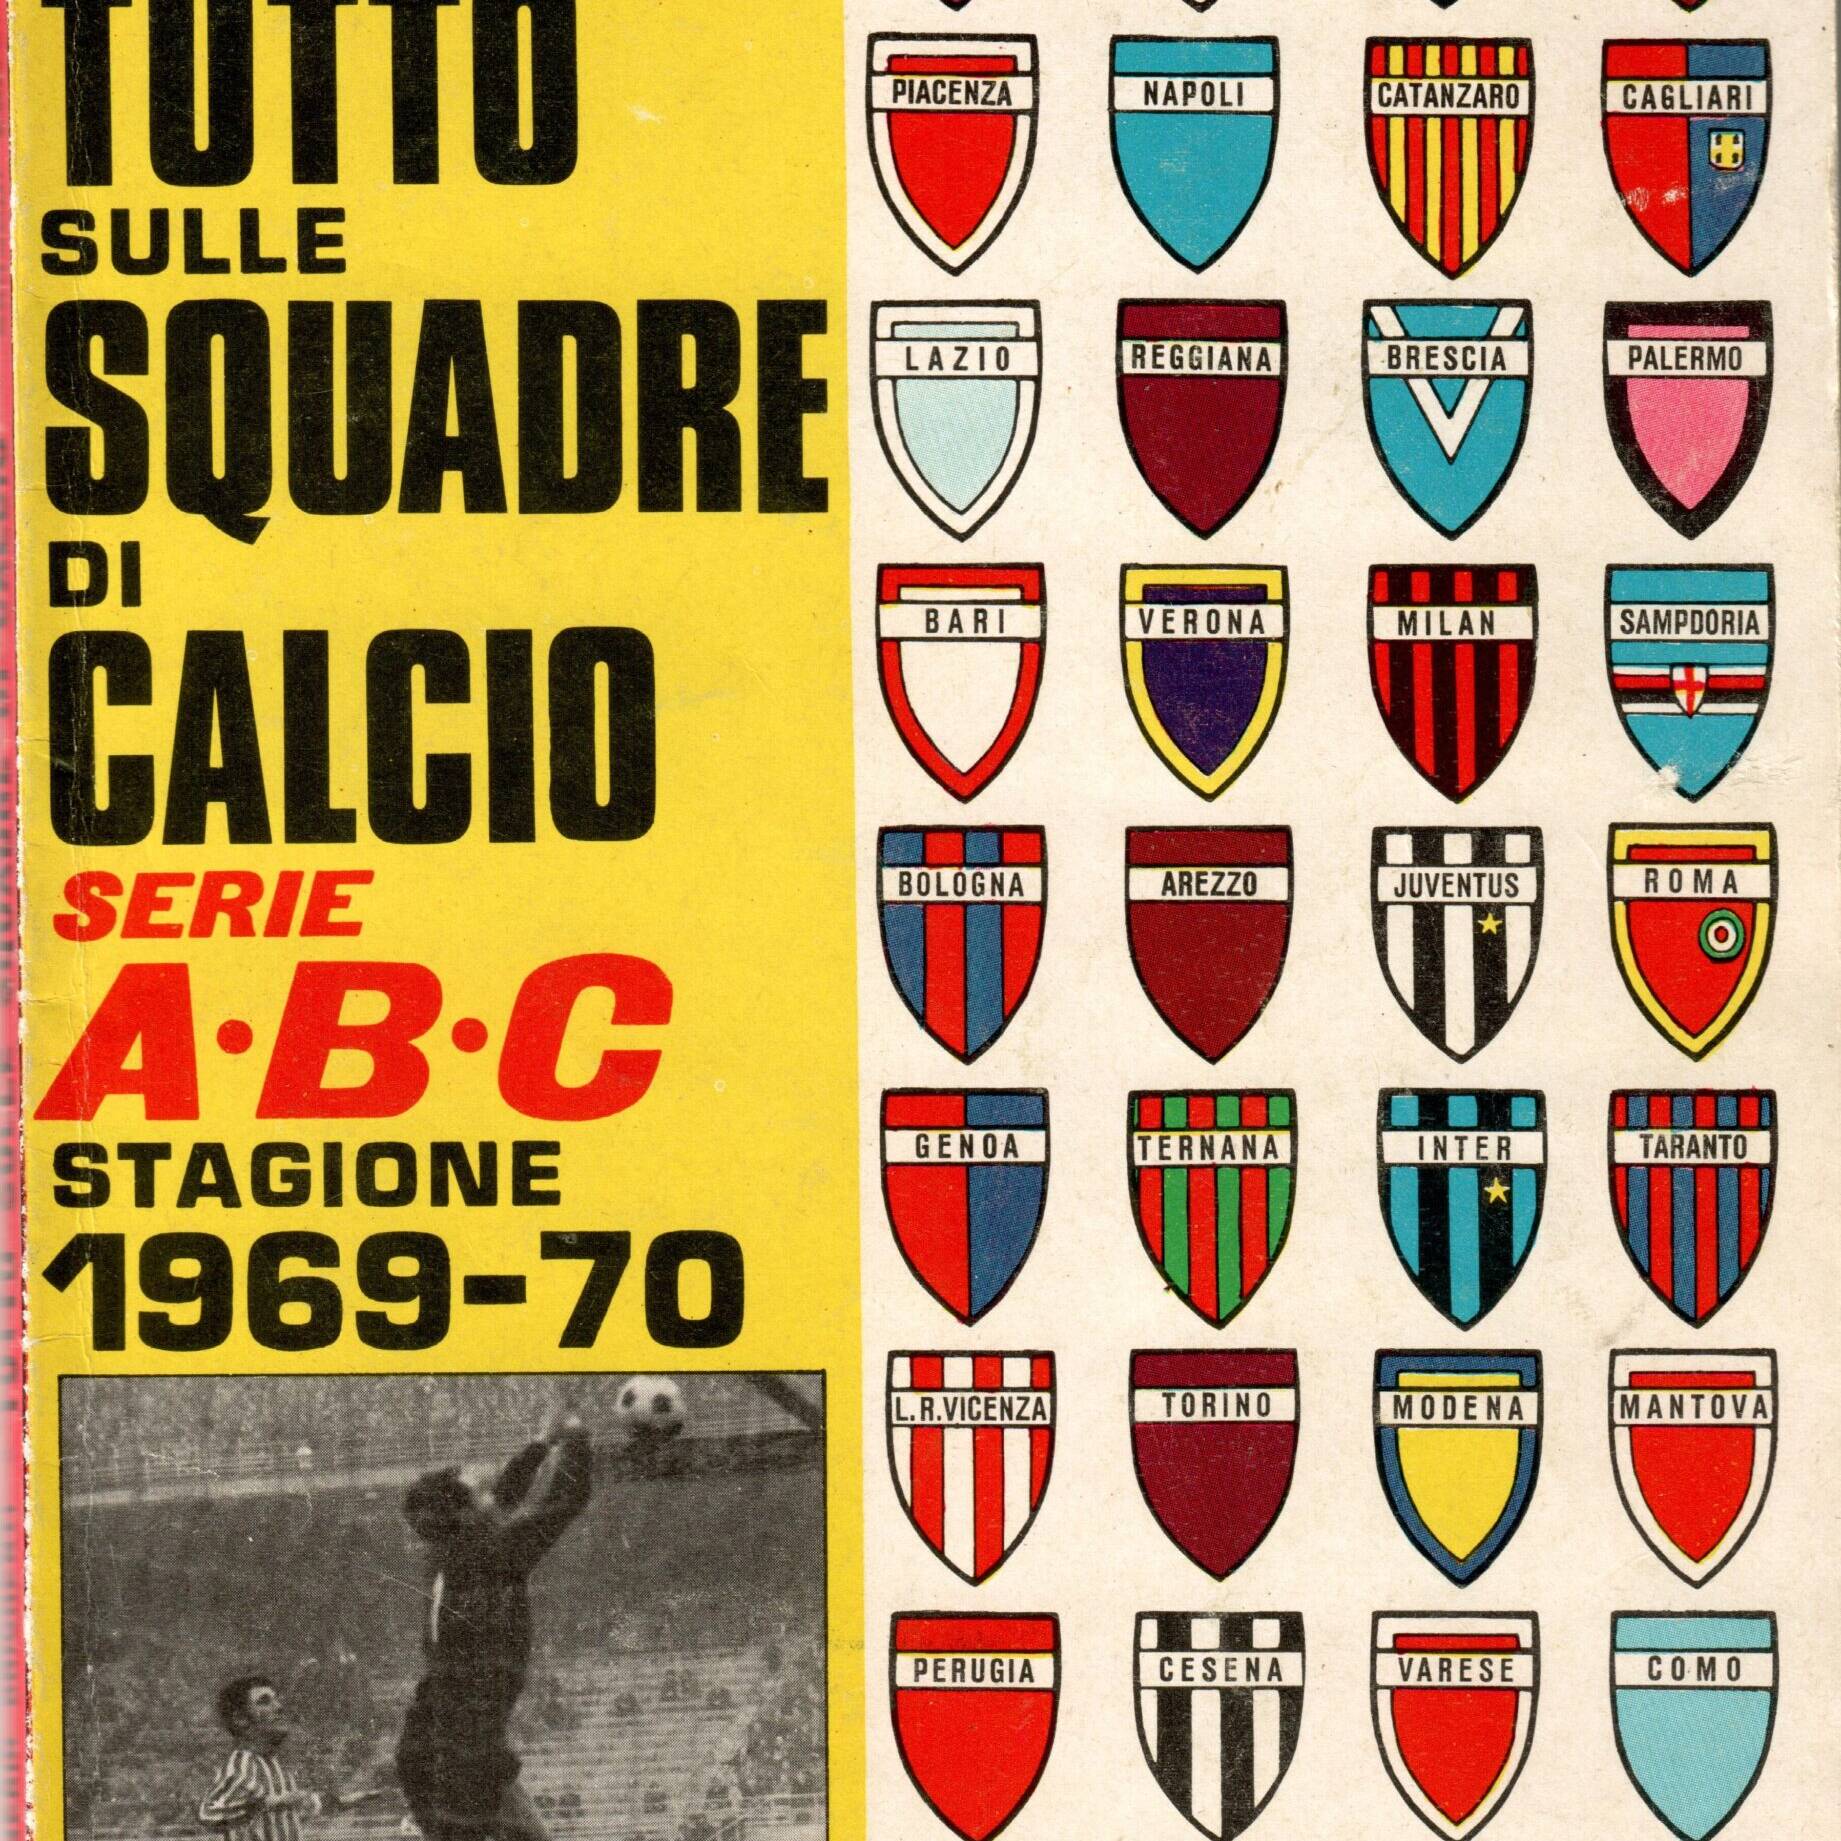 TUTTO
SULLE
SQUADRE
DI
CALCIO
SERIE
A·B·C
STAGIONE
1969-70
PIACENZA NAPOLI CATANZARO CAGLIARI
LAZIO REGGIANA BRESCIA PALERMO
BARI VERONA MILAN SAMPDORIA
BOLOGNA AREZZO JUVENTUS ROMA
GENOA TERNANA INTER TARANTO
L.R.VICENZA TORINO MODENA MANTOVA
PERUGIA CESENA VARESE COMO